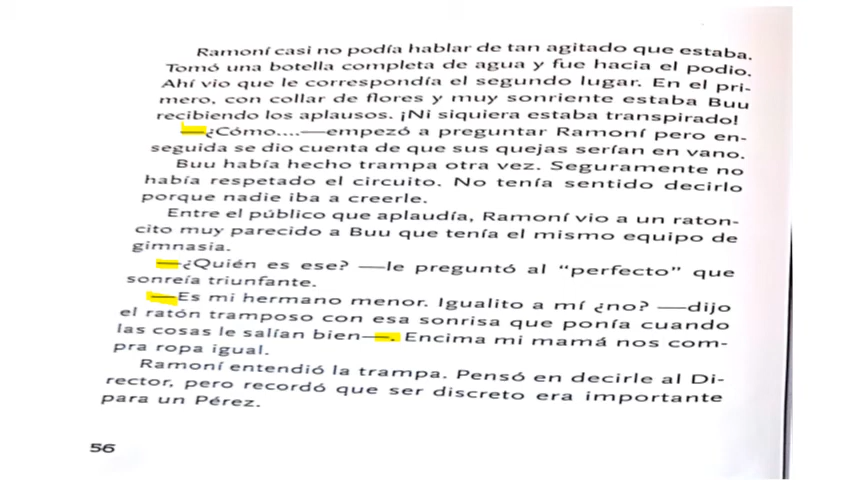 Ramoní casi no podía hablar de tan agitado que estaba.
Tomó una botella completa de agua y fue hacia el podio.
Ahí vio que le correspondía el segundo lugar. En el pri-
mero, con collar de flores y muy sonriente estaba Buu
recibiendo los aplausos. ¡Ni siquiera estaba transpirado!
—¿Cómo....—empezó a preguntar Ramoní pero en-
seguida se dio cuenta de que sus quejas serían en vano.
Buu había hecho trampa otra vez. Seguramente no
había respetado el circuito. No tenía sentido decirlo
porque nadie iba a creerle.
Entre el público que aplaudía, Ramoní vio a un raton-
cito muy parecido a Buu que tenía el mismo equipo de
gimnasia.
—¿Quién es ese? —le preguntó al “perfecto” que
sonreía triunfante.
—Es mi hermano menor. Igualito a mí ¿no? —dijo
el ratón tramposo con esa sonrisa que ponía cuando
las cosas le salían bien—. Encima mi mamá nos com-
pra ropa igual.
Ramoní entendió la trampa. Pensó en decirle al Di-
rector, pero recordó que ser discreto era importante
para un Pérez.
56